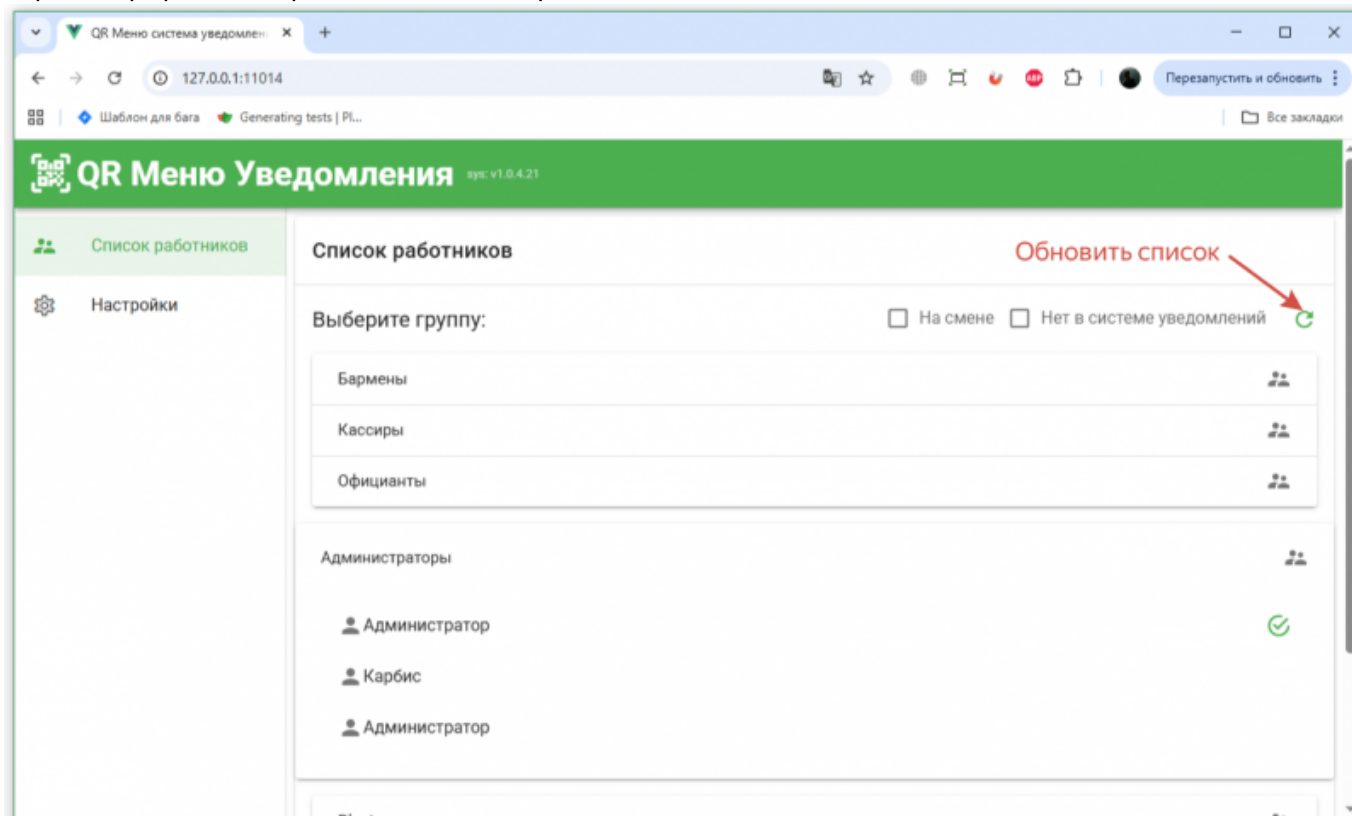 QR Меню система уведомлен
127.0.0.1:11014
Перезапустить и обновить
Шаблон для бага
Generating tests | Pl...
Все закладки
QR Меню Уведомления sys: v1.0.4.21
Список работников
Настройки
Список работников
Обновить список
Выберите группу:
На смене
Нет в системе уведомлений
Бармены
Кассиры
Официанты
Администраторы
Администратор
Карбис
Администратор